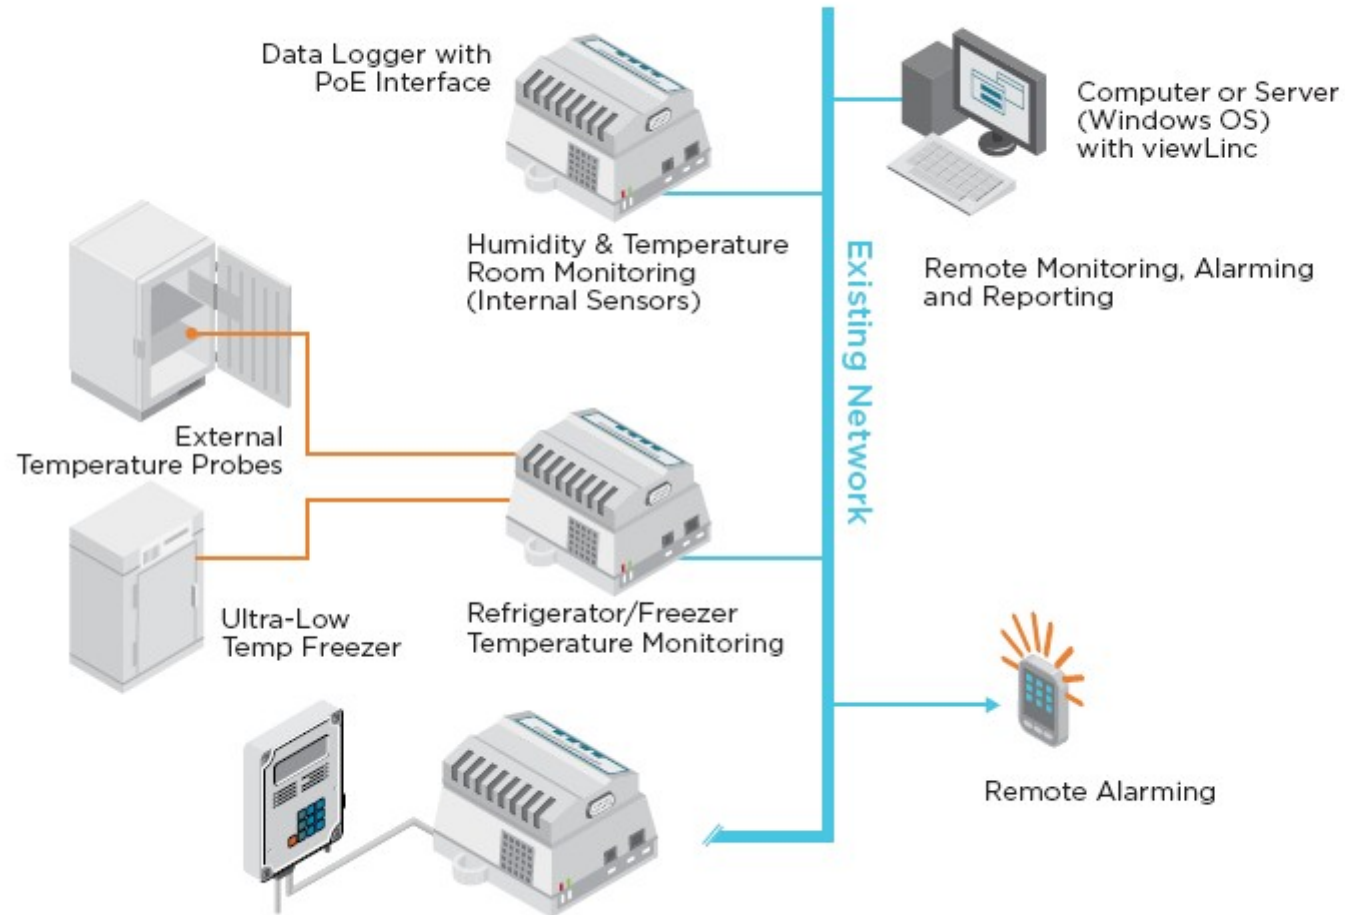 Data Logger with
PoE Interface
Computer or Server
(Windows OS)
with viewLinc
Humidity & Temperature
Room Monitoring
(Internal Sensors)
Existing Network
Remote Monitoring, Alarming
and Reporting
External
Temperature Probes
Ultra-Low
Temp Freezer
Refrigerator/Freezer
Temperature Monitoring
Remote Alarming